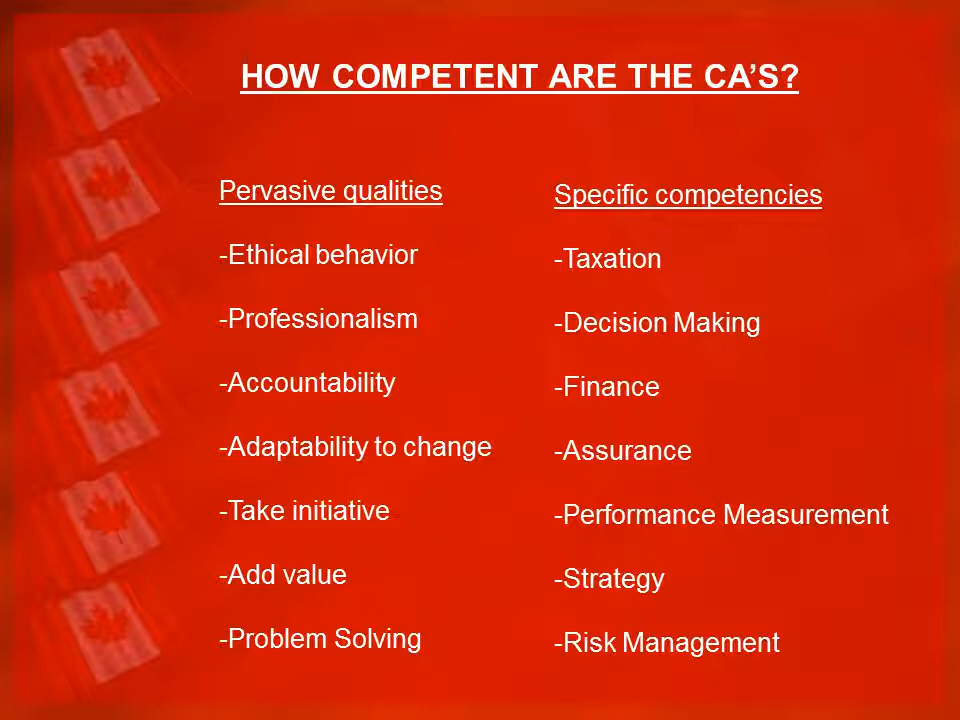 HOW COMPETENT ARE THE CA’S?
Pervasive qualities
-Ethical behavior
-Professionalism
-Accountability
-Adaptability to change
-Take initiative
-Add value
-Problem Solving
Specific competencies
-Taxation
-Decision Making
-Finance
-Assurance
-Performance Measurement
-Strategy
-Risk Management